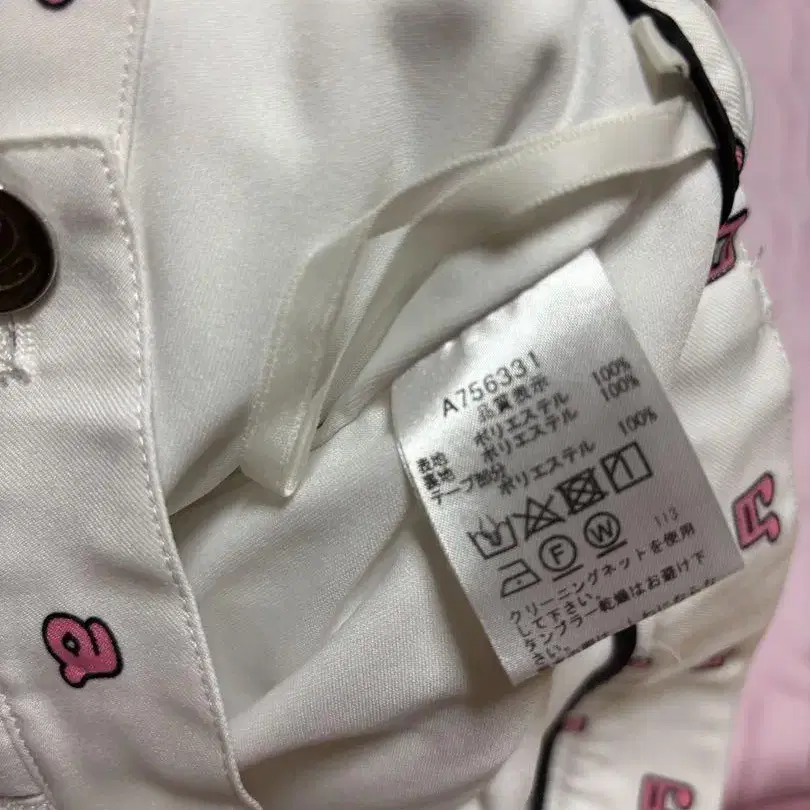 A756331
品質表示
表地 ポリエステル 100%
裏地 ポリエステル 100%
テープ部分
ポリエステル 100%
F W
113
クリーニングネットを使用
して下さい。
タンブラー乾燥はお避け下
さい。